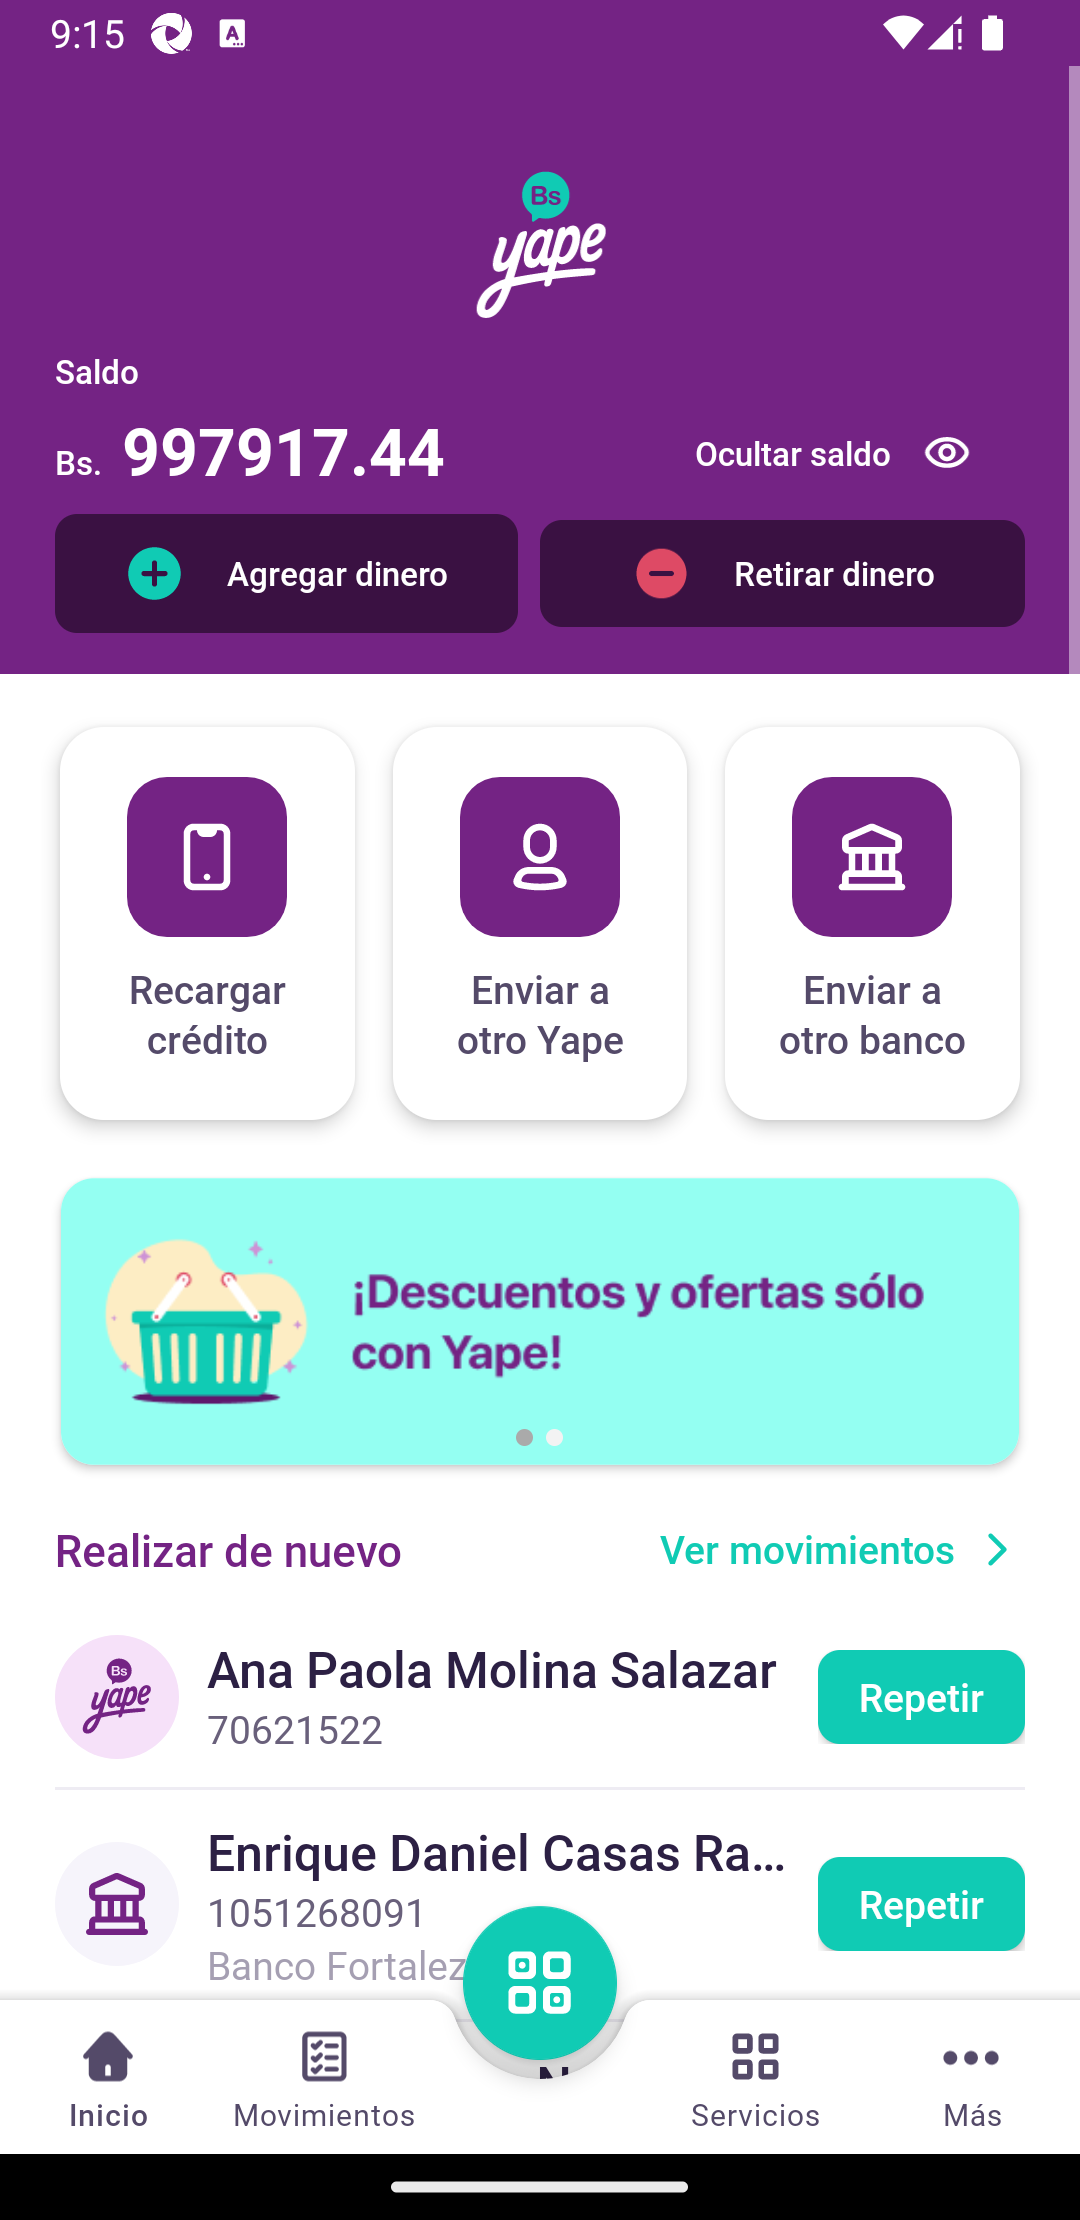 9:15
Bs
yape
Saldo
Bs. 997917.44
Ocultar saldo
Agregar dinero
Retirar dinero
Recargar
crédito
Enviar a
otro Yape
Enviar a
otro banco
¡Descuentos y ofertas sólo
con Yape!
Realizar de nuevo
Ver movimientos
Bs
yape
Ana Paola Molina Salazar
70621522
Repetir
Enrique Daniel Casas Ra...
1051268091
Banco Fortalez
Repetir
Inicio
Movimientos
Servicios
Más